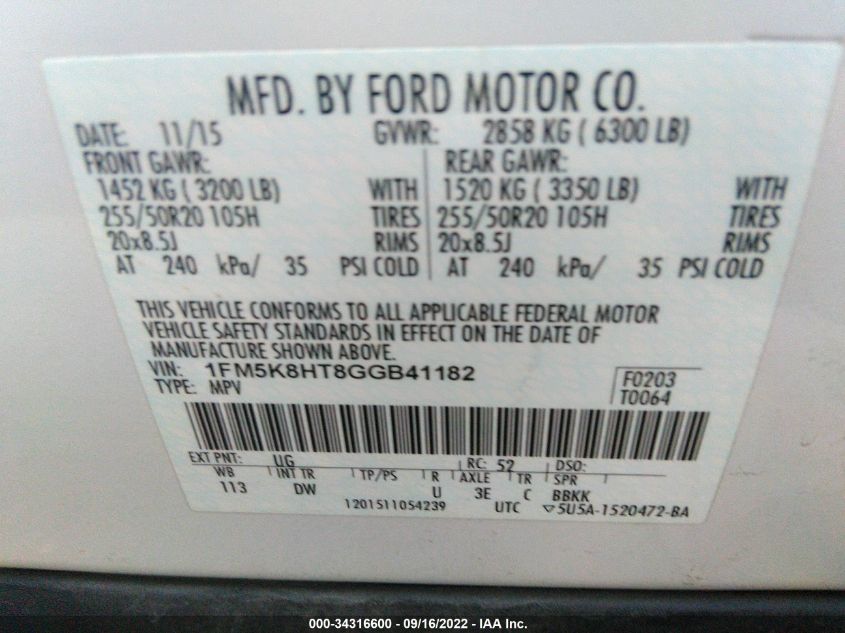 MFD. BY FORD MOTOR CO.
DATE: 11/15 GVWR: 2858 KG ( 6300 LB)
FRONT GAWR: REAR GAWR:
1452 KG ( 3200 LB) WITH 1520 KG ( 3350 LB) WITH
255/50R20 105H TIRES 255/50R20 105H TIRES
20x8.5J RIMS 20x8.5J RIMS
AT 240 kPa/ 35 PSI COLD AT 240 kPa/ 35 PSI COLD
THIS VEHICLE CONFORMS TO ALL APPLICABLE FEDERAL MOTOR
VEHICLE SAFETY STANDARDS IN EFFECT ON THE DATE OF
MANUFACTURE SHOWN ABOVE.
VIN: 1FM5K8HT8GGB41182 F0203
TYPE: MPV T0064
EXT PNT: UG RC: 52 DSO:
WB INT TR TP/PS R AXLE TR SPR
113 DW U 3E C BBKK
1201511054239 UTC ▽5U5A-1520472-BA
000-34316600 - 09/16/2022 - IAA Inc.